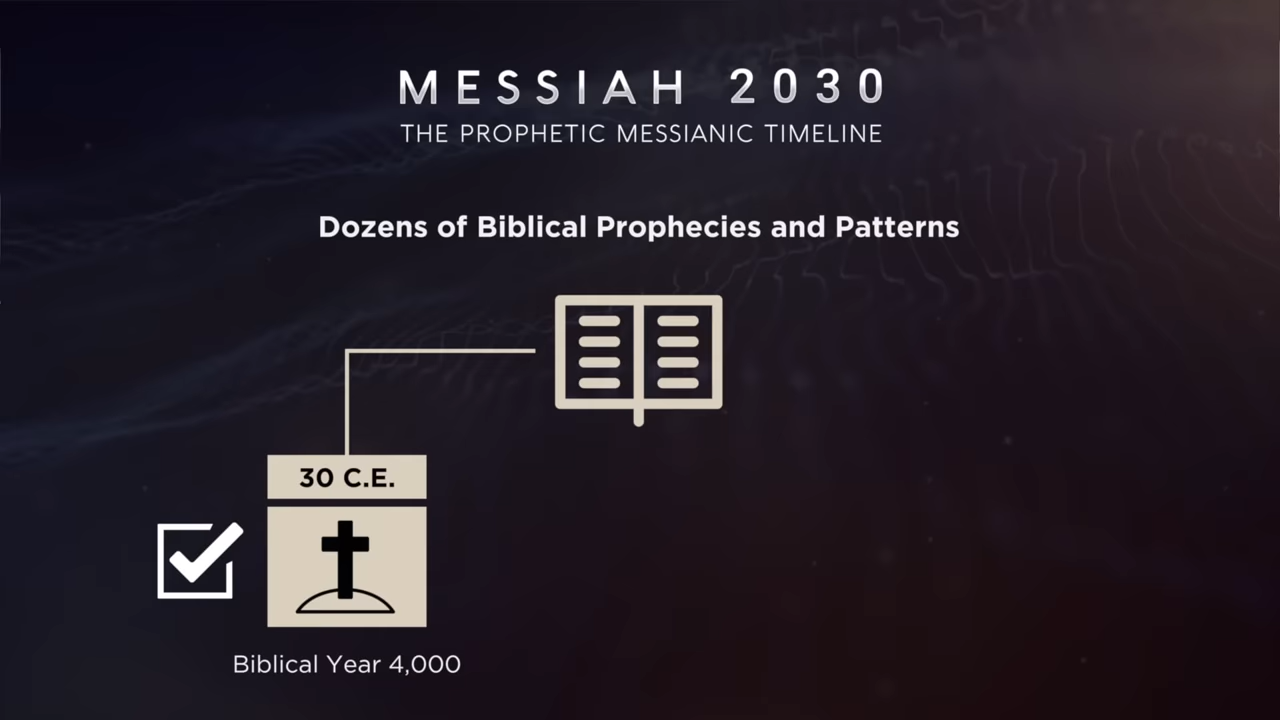 MESSIAH 2030
THE PROPHETIC MESSIANIC TIMELINE
Dozens of Biblical Prophecies and Patterns
30 C.E.
Biblical Year 4,000